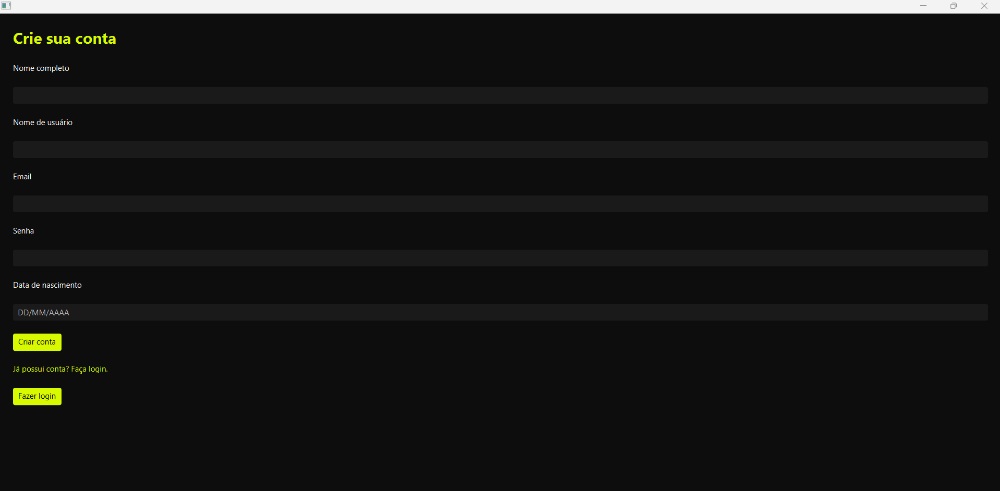 Crie sua conta
Nome completo
Nome de usuário
Email
Senha
Data de nascimento
DD/MM/AAAA
Criar conta
Já possui conta? Faça login.
Fazer login